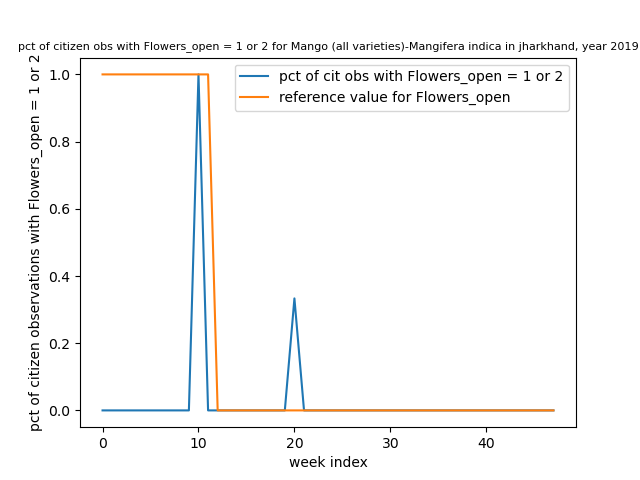 pct of citizen obs with Flowers_open = 1 or 2 for Mango (all varieties)-Mangifera indica in jharkhand, year 2019
pct of cit obs with Flowers_open = 1 or 2
reference value for Flowers_open
pct of citizen observations with Flowers_open = 1 or 2
1.0
0.8
0.6
0.4
0.2
0.0
0 10 20 30 40
week index